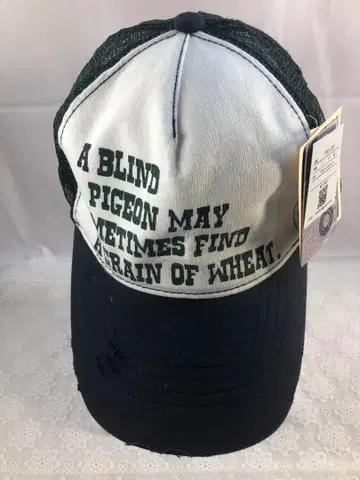 A BLIND
PIGEON MAY
METIMES FIND
A GRAIN OF WHEAT.